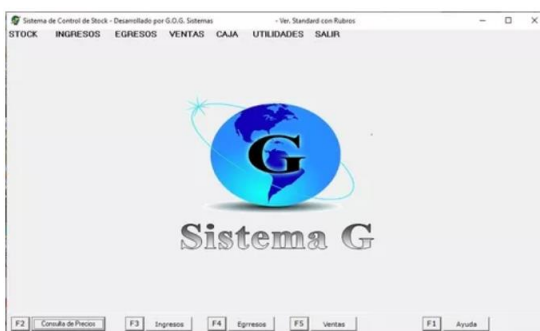 Sistema de Control de Stock - Desarrollado por G.O.G. Sistemas - Ver. Standard con Rubros
STOCK INGRESOS EGRESOS VENTAS CAJA UTILIDADES SALIR
G
Sistema G
F2 Consulta de Precios F3 Ingresos F4 Egrresos F5 Ventas F1 Ayuda